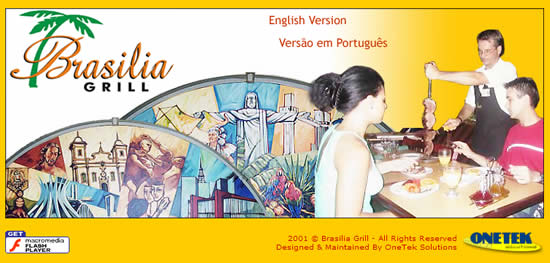 Brasilia
GRILL
English Version
Versão em Português
GET
macromedia
FLASH
PLAYER
2001 © Brasilia Grill - All Rights Reserved
Designed & Maintained By OneTek Solutions
ONETEK